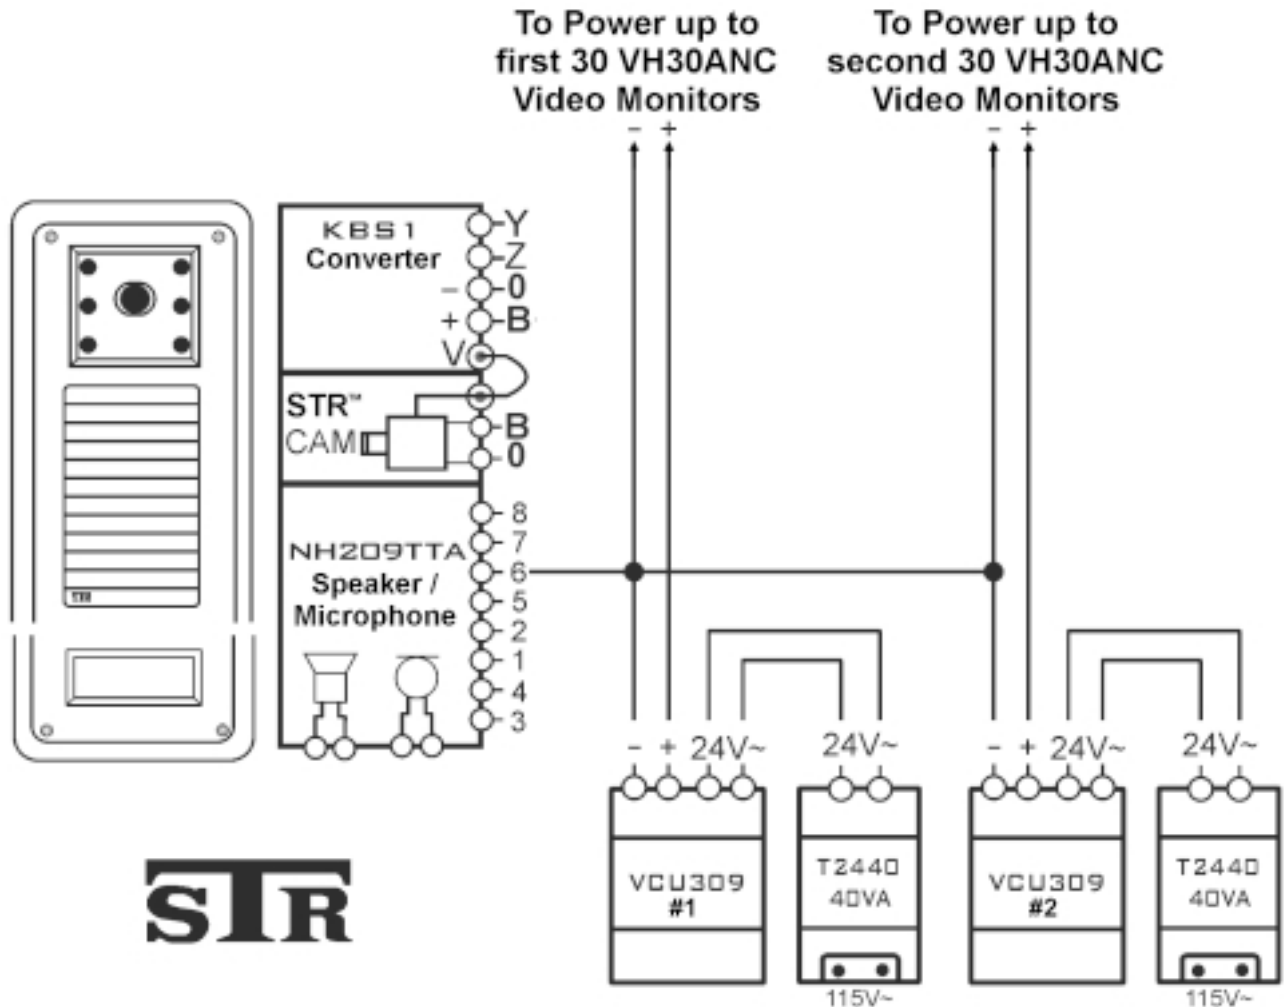 To Power up to
first 30 VH30ANC
Video Monitors
- +
To Power up to
second 30 VH30ANC
Video Monitors
- +
KBS1
Converter
Y
Z
- 0
+ B
V
STR™
CAM
B
0
NH209TTA
Speaker /
Microphone
8
7
6
5
2
1
4
3
- + 24V~
24V~
- + 24V~
24V~
VCU309
#1
T2440
40VA
115V~
VCU309
#2
T2440
40VA
115V~
STR